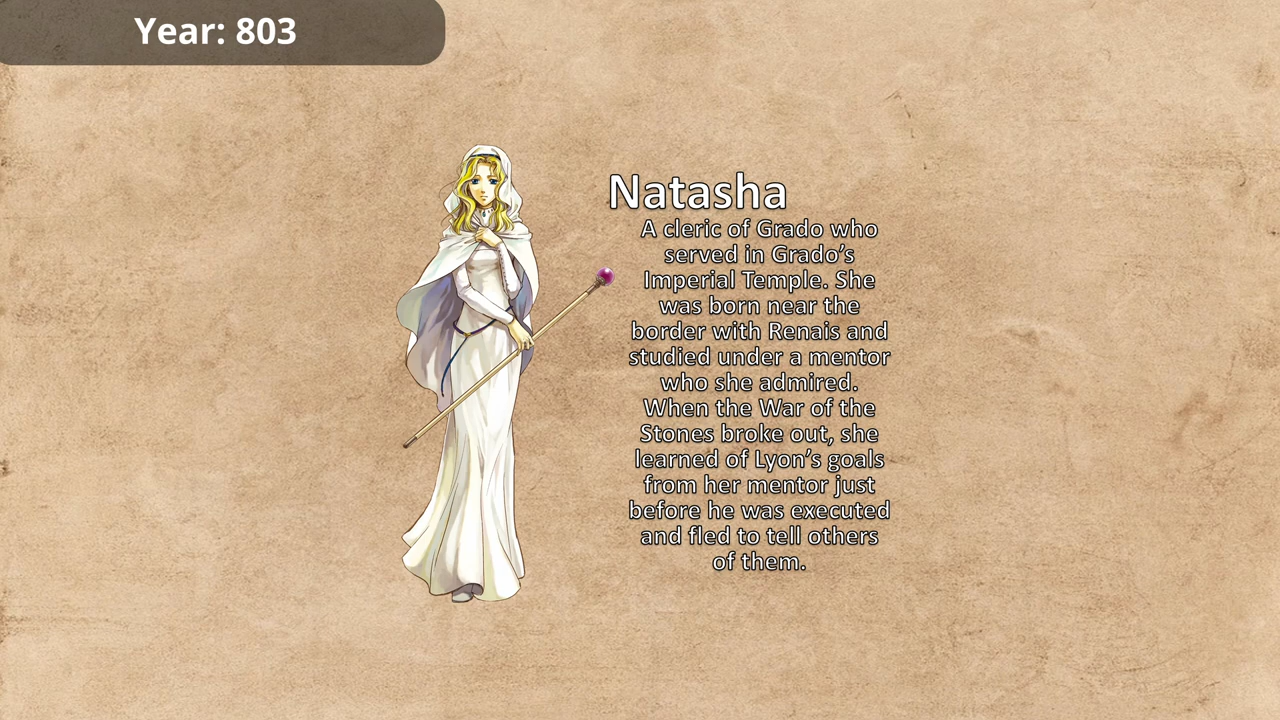 Year: 803
Natasha
A cleric of Grado who
served in Grado’s
Imperial Temple. She
was born near the
border with Renais and
studied under a mentor
who she admired.
When the War of the
Stones broke out, she
learned of Lyon’s goals
from her mentor just
before he was executed
and fled to tell others
of them.